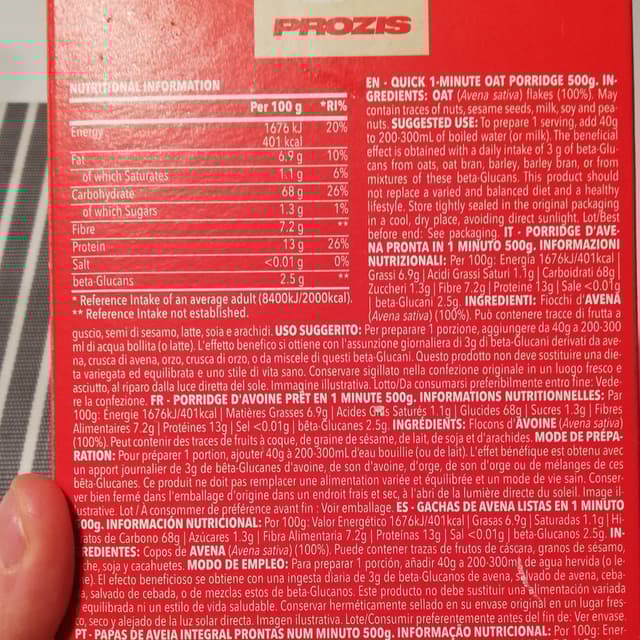 PROZIS
NUTRITIONAL INFORMATION
Per 100 g *RI%
Energy 1676 kJ 20%
401 kcal
Fat 6.9 g 10%
of which Saturates 1.1 g 6%
Carbohydrate 68 g 26%
of which Sugars 1.3 g 1%
Fibre 7.2 g **
Protein 13 g 26%
Salt <0.01 g 0%
beta-Glucans 2.5 g **
* Reference Intake of an average adult (8400kJ/2000kcal).
** Reference Intake not established.
EN - QUICK 1-MINUTE OAT PORRIDGE 500g. IN-
GREDIENTS: OAT (Avena sativa) flakes (100%). May
contain traces of nuts, sesame seeds, milk, soy and pea-
nuts. SUGGESTED USE: To prepare 1 serving, add 40g
to 200-300mL of boiled water (or milk). The beneficial
effect is obtained with a daily intake of 3 g of beta-Glu-
cans from oats, oat bran, barley, barley bran, or from
mixtures of these beta-Glucans. This product should
not replace a varied and balanced diet and a healthy
lifestyle. Store tightly sealed in the original packaging
in a cool, dry place, avoiding direct sunlight. Lot/Best
before end: See packaging. IT - PORRIDGE D'AVE-
NA PRONTA IN 1 MINUTO 500g. INFORMAZIONI
NUTRIZIONALI: Per 100g: Energia 1676kJ/401kcal |
Grassi 6.9g | Acidi Grassi Saturi 1.1g | Carboidrati 68g |
Zuccheri 1.3g | Fibre 7.2g | Proteine 13g | Sale <0.01g
| beta-Glucani 2.5g. INGREDIENTI: Fiocchi d'AVENA
(Avena sativa) (100%). Può contenere tracce di frutta a
guscio, semi di sesamo, latte, soia e arachidi. USO SUGGERITO: Per preparare 1 porzione, aggiungere da 40g a 200-300
ml di acqua bollita (o latte). L'effetto benefico si ottiene con l'assunzione giornaliera di 3g di beta-Glucani derivati da ave-
na, crusca di avena, orzo, crusca di orzo, o da miscele di questi beta-Glucani. Questo prodotto non deve sostituire una die-
ta variegata ed equilibrata e uno stile di vita sano. Conservare sigillato nella confezione originale in un luogo fresco e
asciutto, al riparo dalla luce diretta del sole. Immagine illustrativa. Lotto/Da consumarsi preferibilmente entro fine: Vede-
re la confezione. FR - PORRIDGE D'AVOINE PRÊT EN 1 MINUTE 500g. INFORMATIONS NUTRITIONNELLES: Par
100g: Énergie 1676kJ/401kcal | Matières Grasses 6.9g | Acides Gras Saturés 1.1g | Glucides 68g | Sucres 1.3g | Fibres
Alimentaires 7.2g | Protéines 13g | Sel <0.01g | bêta-Glucanes 2.5g. INGRÉDIENTS: Flocons d'AVOINE (Avena sativa)
(100%). Peut contenir des traces de fruits à coque, de graine de sésame, de lait, de soja et d'arachides. MODE DE PRÉPA-
RATION: Pour préparer 1 portion, ajouter 40g à 200-300mL d'eau bouillie (ou de lait). L'effet bénéfique est obtenu avec
un apport journalier de 3g de bêta-Glucanes d'avoine, de son d'avoine, d'orge, de son d'orge ou de mélanges de ces
bêta-Glucanes. Ce produit ne doit pas remplacer une alimentation variée et équilibrée et un mode de vie sain. Conser-
ver bien fermé dans l'emballage d'origine dans un endroit frais et sec, à l'abri de la lumière directe du soleil. Image il-
lustrative. Lot / À consommer de préférence avant fin : Voir emballage. ES - GACHAS DE AVENA LISTAS EN 1 MINUTO
00g. INFORMACIÓN NUTRICIONAL: Por 100g: Valor Energético 1676kJ/401kcal | Grasas 6.9g | Saturadas 1.1g | Hi-
atos de Carbono 68g | Azúcares 1.3g | Fibra Alimentaria 7.2g | Proteínas 13g | Sal <0.01g | beta-Glucanos 2.5g. IN-
REDIENTES: Copos de AVENA (Avena sativa) (100%). Puede contener trazas de frutos de cáscara, granos de sésamo,
che, soja y cacahuetes. MODO DE EMPLEO: Para preparar 1 porción, añadir 40g a 200-300mL de agua hervida (o le-
e). El efecto beneficioso se obtiene con una ingesta diaria de 3g de beta-Glucanos de avena, salvado de avena, ceba-
a, salvado de cebada, o de mezclas de estos beta-Glucanos. Este producto no debe sustituir una alimentación variada
equilibrada ni un estilo de vida saludable. Conservar herméticamente sellado en su envase original en un lugar fres-
co, seco y alejado de la luz solar directa. Imagen ilustrativa. Lote/Consumir preferentemente antes del fin de: Ver envase.
PT - PAPAS DE AVEIA INTEGRAL PRONTAS NUM MINUTO 500g. INFORMAÇÃO NUTRICIONAL: Por 100g: Ener-